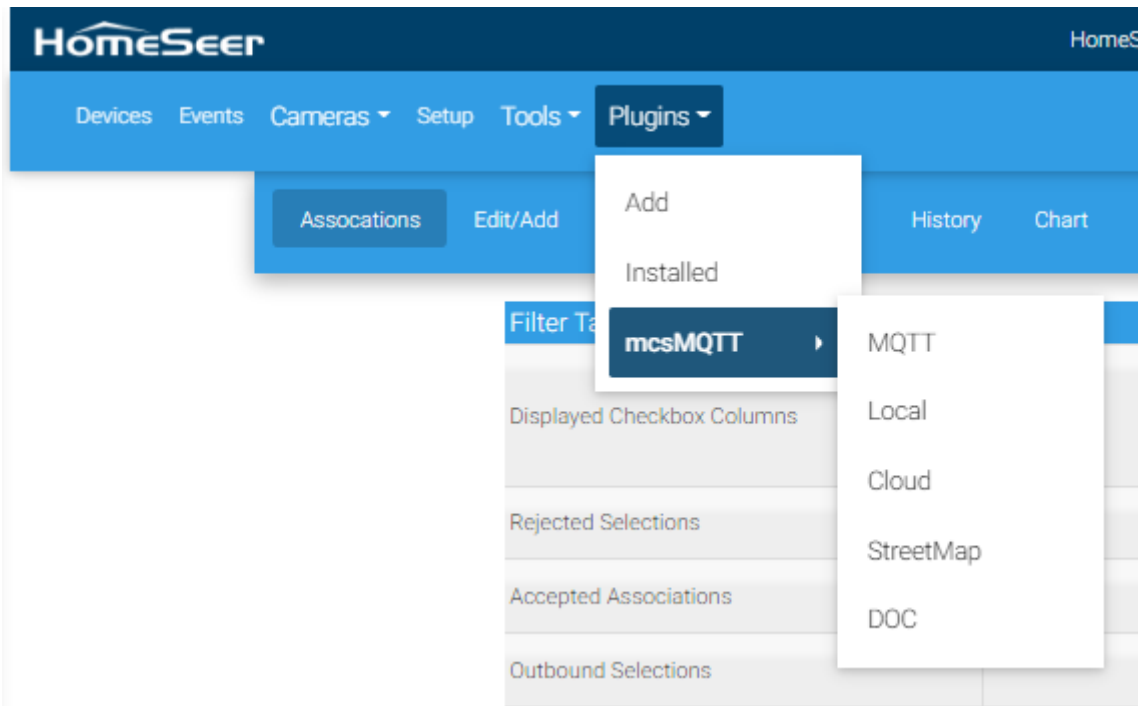 HomeSeer
HomeS
Devices Events Cameras Setup Tools Plugins
Assocations Edit/Add History Chart
Add
Installed
mcsMQTT
MQTT
Local
Cloud
StreetMap
DOC
Filter Ta
Displayed Checkbox Columns
Rejected Selections
Accepted Associations
Outbound Selections